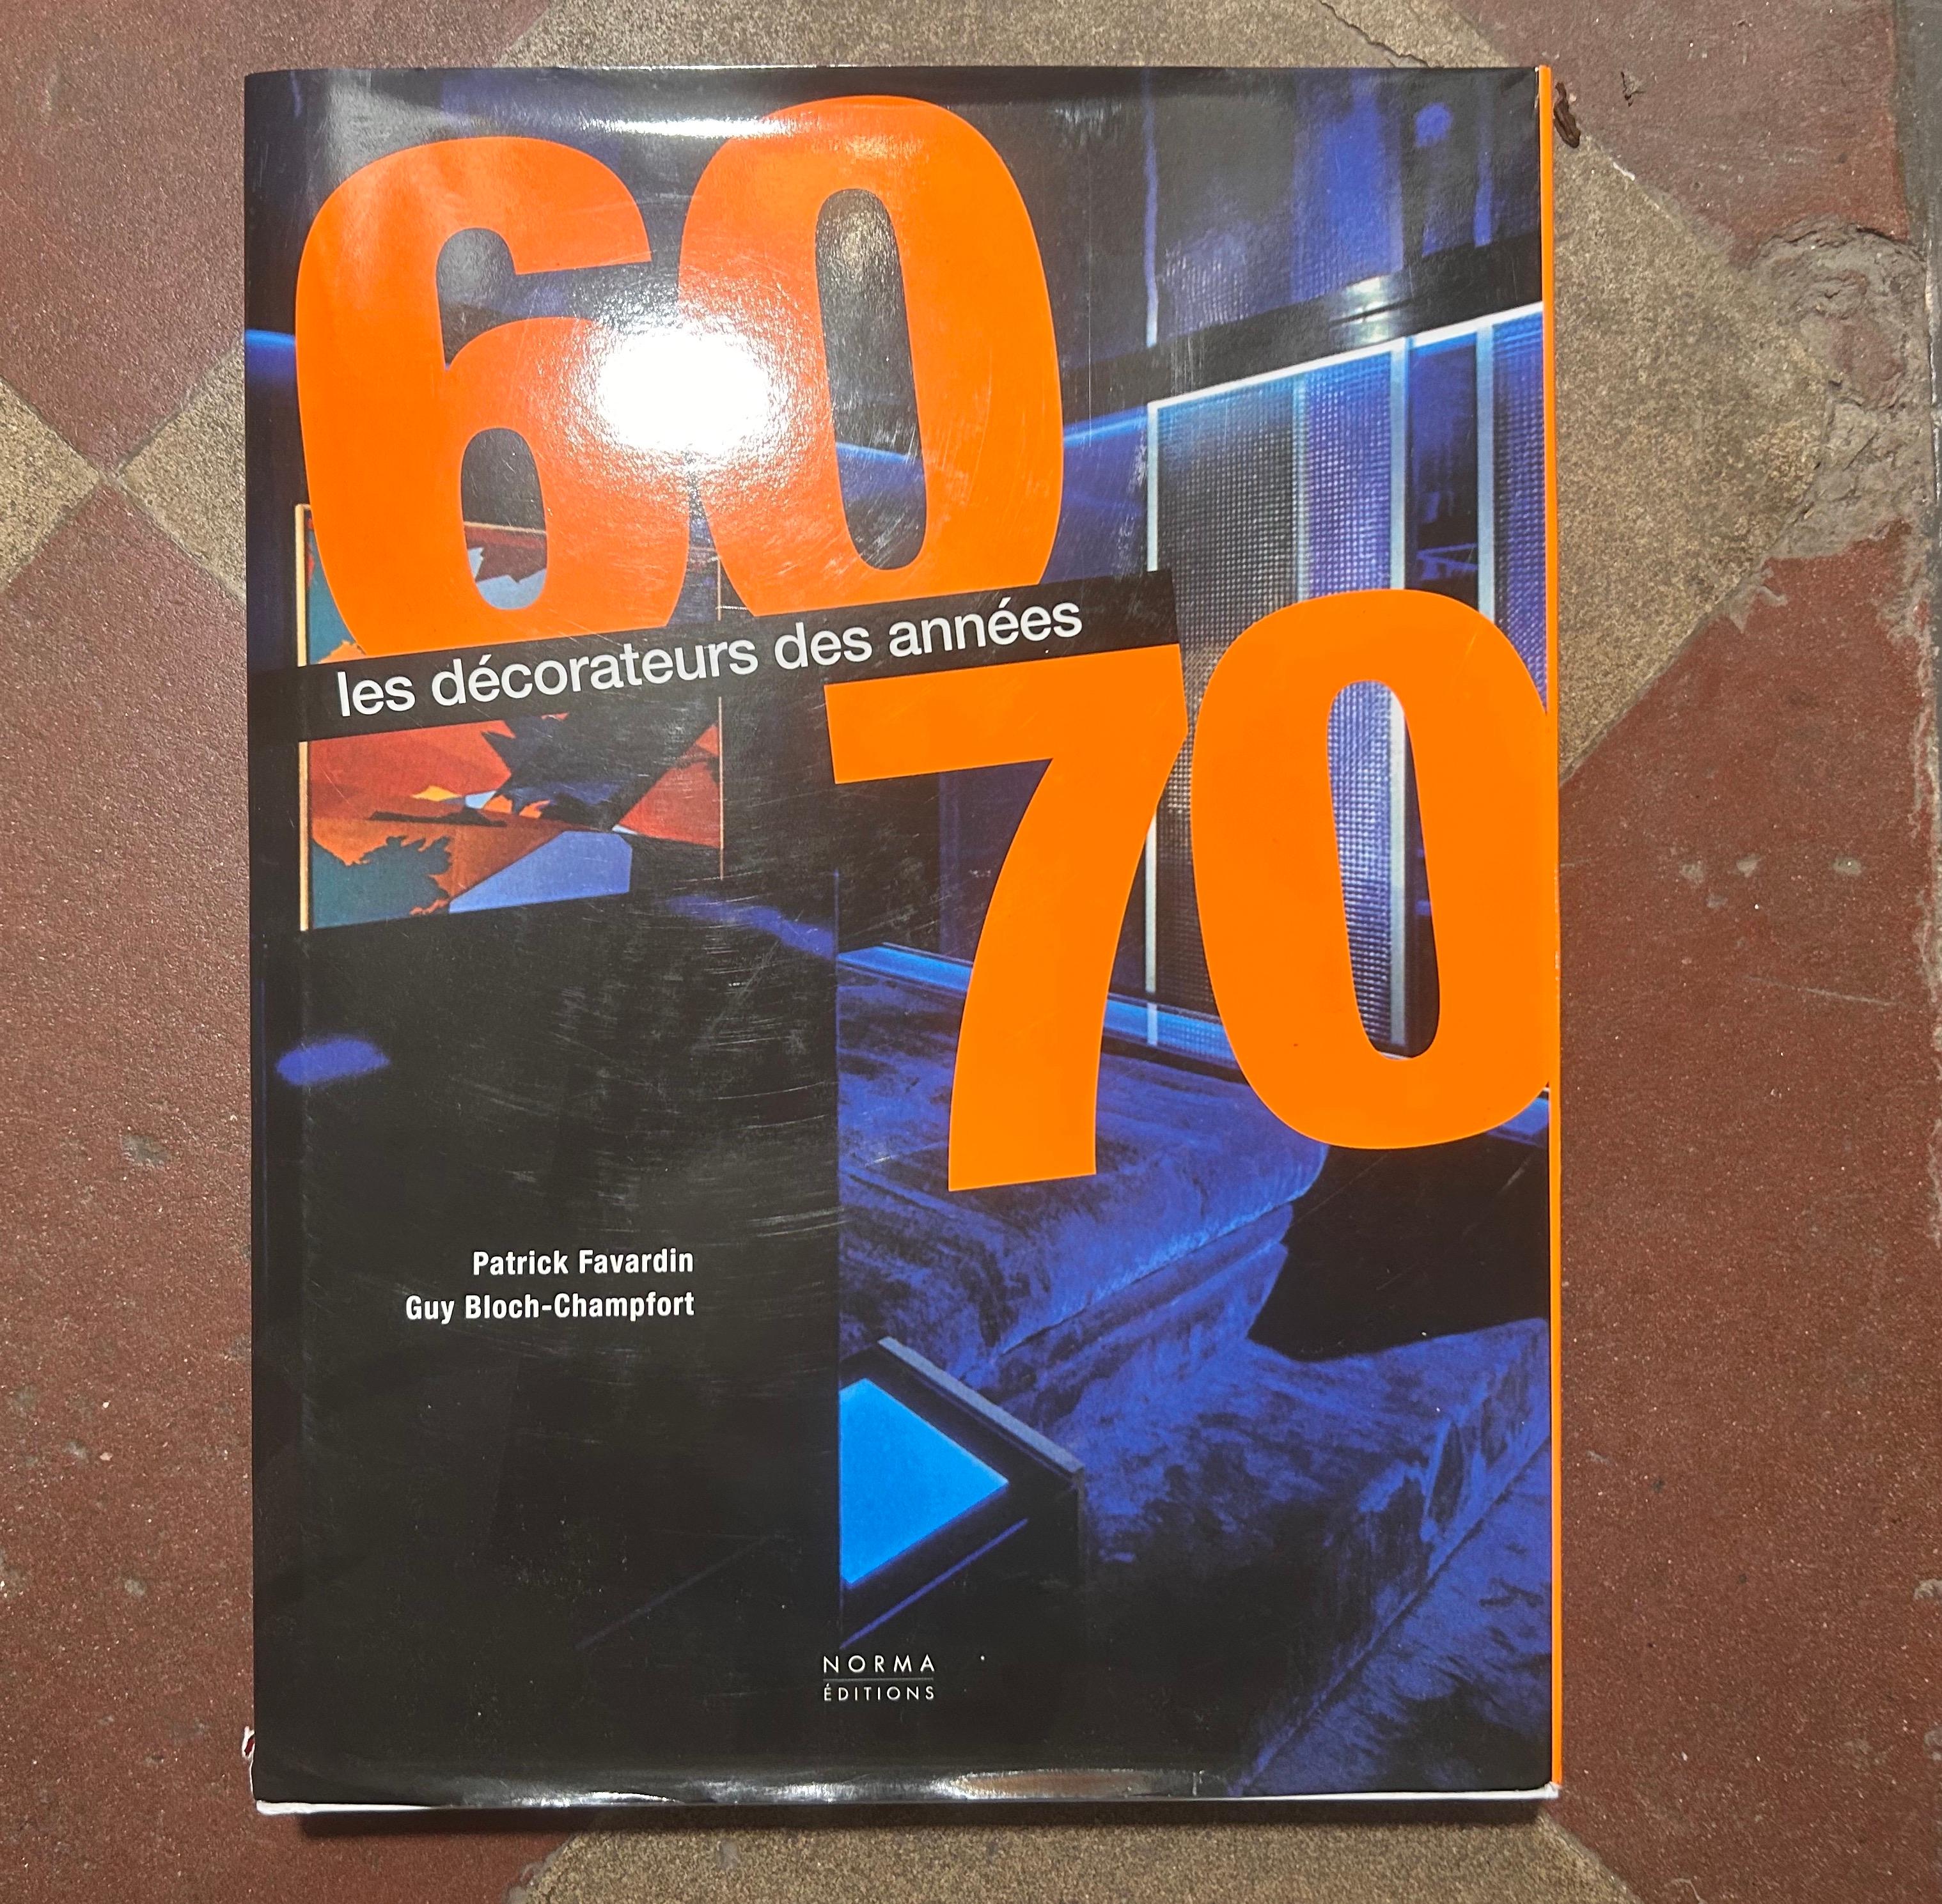 60
les décorateurs des années
70
Patrick Favardin
Guy Bloch-Champfort
NORMA
ÉDITIONS